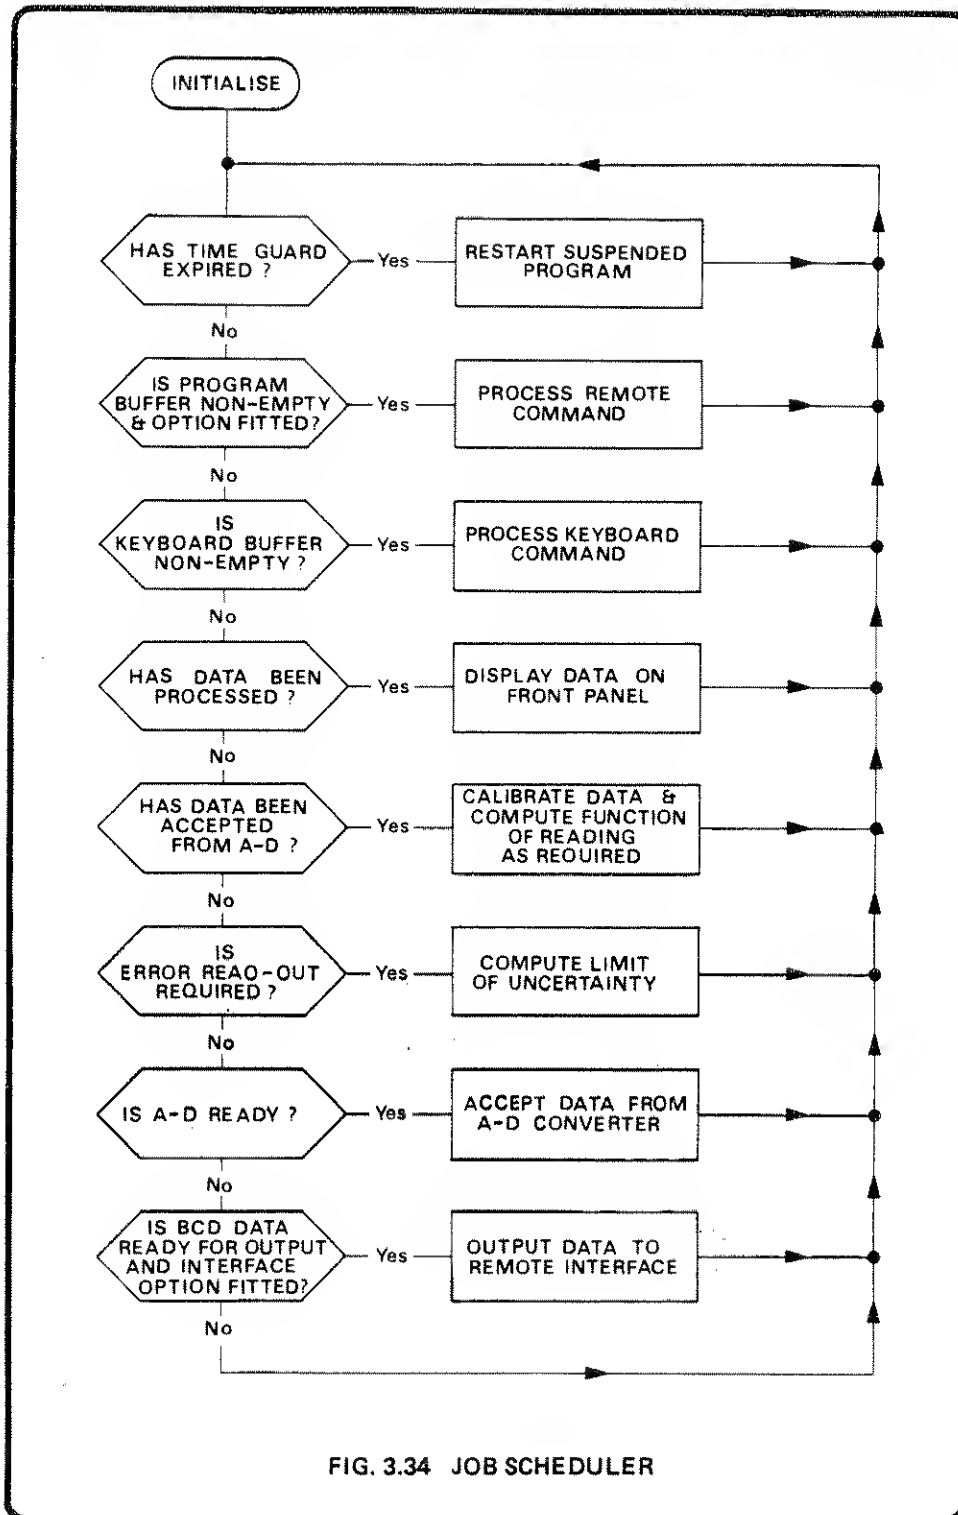 INITIALISE
HAS TIME GUARD
EXPIRED ?
Yes
RESTART SUSPENDED
PROGRAM
No
IS PROGRAM
BUFFER NON-EMPTY
& OPTION FITTED?
Yes
PROCESS REMOTE
COMMAND
No
IS
KEYBOARD BUFFER
NON-EMPTY ?
Yes
PROCESS KEYBOARD
COMMAND
No
HAS DATA BEEN
PROCESSED ?
Yes
DISPLAY DATA ON
FRONT PANEL
No
HAS DATA BEEN
ACCEPTED
FROM A-D ?
Yes
CALIBRATE DATA &
COMPUTE FUNCTION
OF READING
AS REQUIRED
No
IS
ERROR REAO-OUT
REQUIRED ?
Yes
COMPUTE LIMIT
OF UNCERTAINTY
No
IS A-D READY ?
Yes
ACCEPT DATA FROM
A-D CONVERTER
No
IS BCD DATA
READY FOR OUTPUT
AND INTERFACE
OPTION FITTED?
Yes
OUTPUT DATA TO
REMOTE INTERFACE
No
FIG. 3.34 JOB SCHEDULER